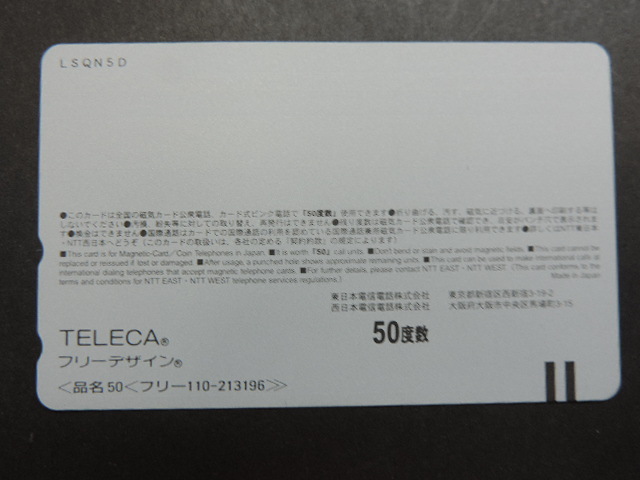 LSQN5D
●このカードは全国の磁気カード公衆電話、カード式ピンク電話で「50度数」使用できます●折り曲げる、汚す、磁気に近づける、裏面への印刷する等は
しないでください●汚損、紛失等に対しての取り替え、再発行はできません●残り度数は磁気カード公衆電話で確認でき、目安がパンチ穴で表示されま
す●換金はできません●国際通話はカードでの国際通話の利用を認めている国際通話兼用磁気カード公衆電話に限り利用できます●詳しくはNTT東日本
・NTT西日本へどうぞ(このカードの取扱いは、各社の定める「契約約款」の規定によります)
■This card is for Magnetic-Card／Coin Telephones in Japan. ■It is worth「50」call units. ■Don't bend or stain and avoid magnetic fields. ■This card cannot be
replaced or reissued if lost or damaged. ■After usage, a punched hole shows approximate remaining units. ■This card can be used to make international calls at
international dialing telephones that accept magnetic telephone cards. ■For further details, please contact NTT EAST・NTT WEST. (This card conforms to the
terms and conditions for NTT EAST・NTT WEST telephone services regulations.)
Made in Japan
東日本電信電話株式会社 東京都新宿区西新宿3-19-2
西日本電信電話株式会社 大阪府大阪市中央区馬場町3-15
50度数
TELECA®
フリーデザイン®
＜品名50＜フリー110-213196≫